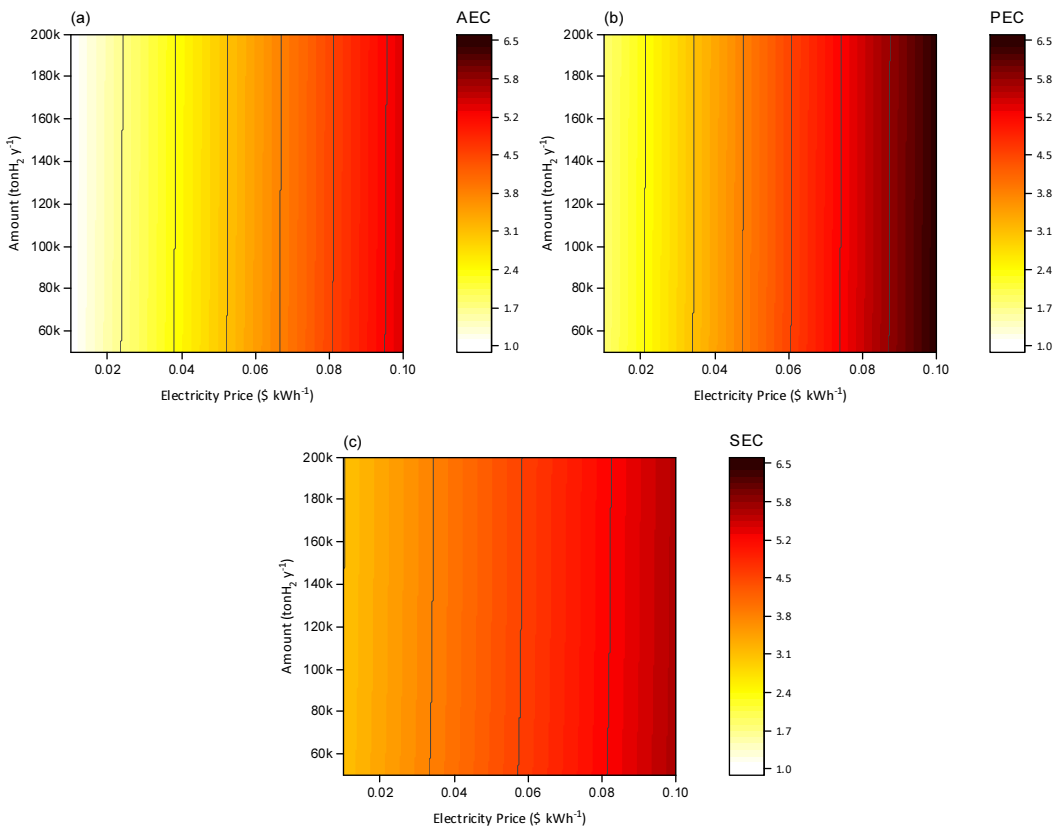 (a)
AEC
200k
180k
160k
140k
120k
100k
80k
60k
Amount (tonH₂ y⁻¹)
0.02
0.04
0.06
0.08
0.10
Electricity Price ($ kWh⁻¹)
6.5
5.8
5.2
4.5
3.8
3.1
2.4
1.7
1.0
(b)
PEC
200k
180k
160k
140k
120k
100k
80k
60k
Amount (tonH₂ y⁻¹)
0.02
0.04
0.06
0.08
0.10
Electricity Price ($ kWh⁻¹)
6.5
5.8
5.2
4.5
3.8
3.1
2.4
1.7
1.0
(c)
SEC
200k
180k
160k
140k
120k
100k
80k
60k
Amount (tonH₂ y⁻¹)
0.02
0.04
0.06
0.08
0.10
Electricity Price ($ kWh⁻¹)
6.5
5.8
5.2
4.5
3.8
3.1
2.4
1.7
1.0